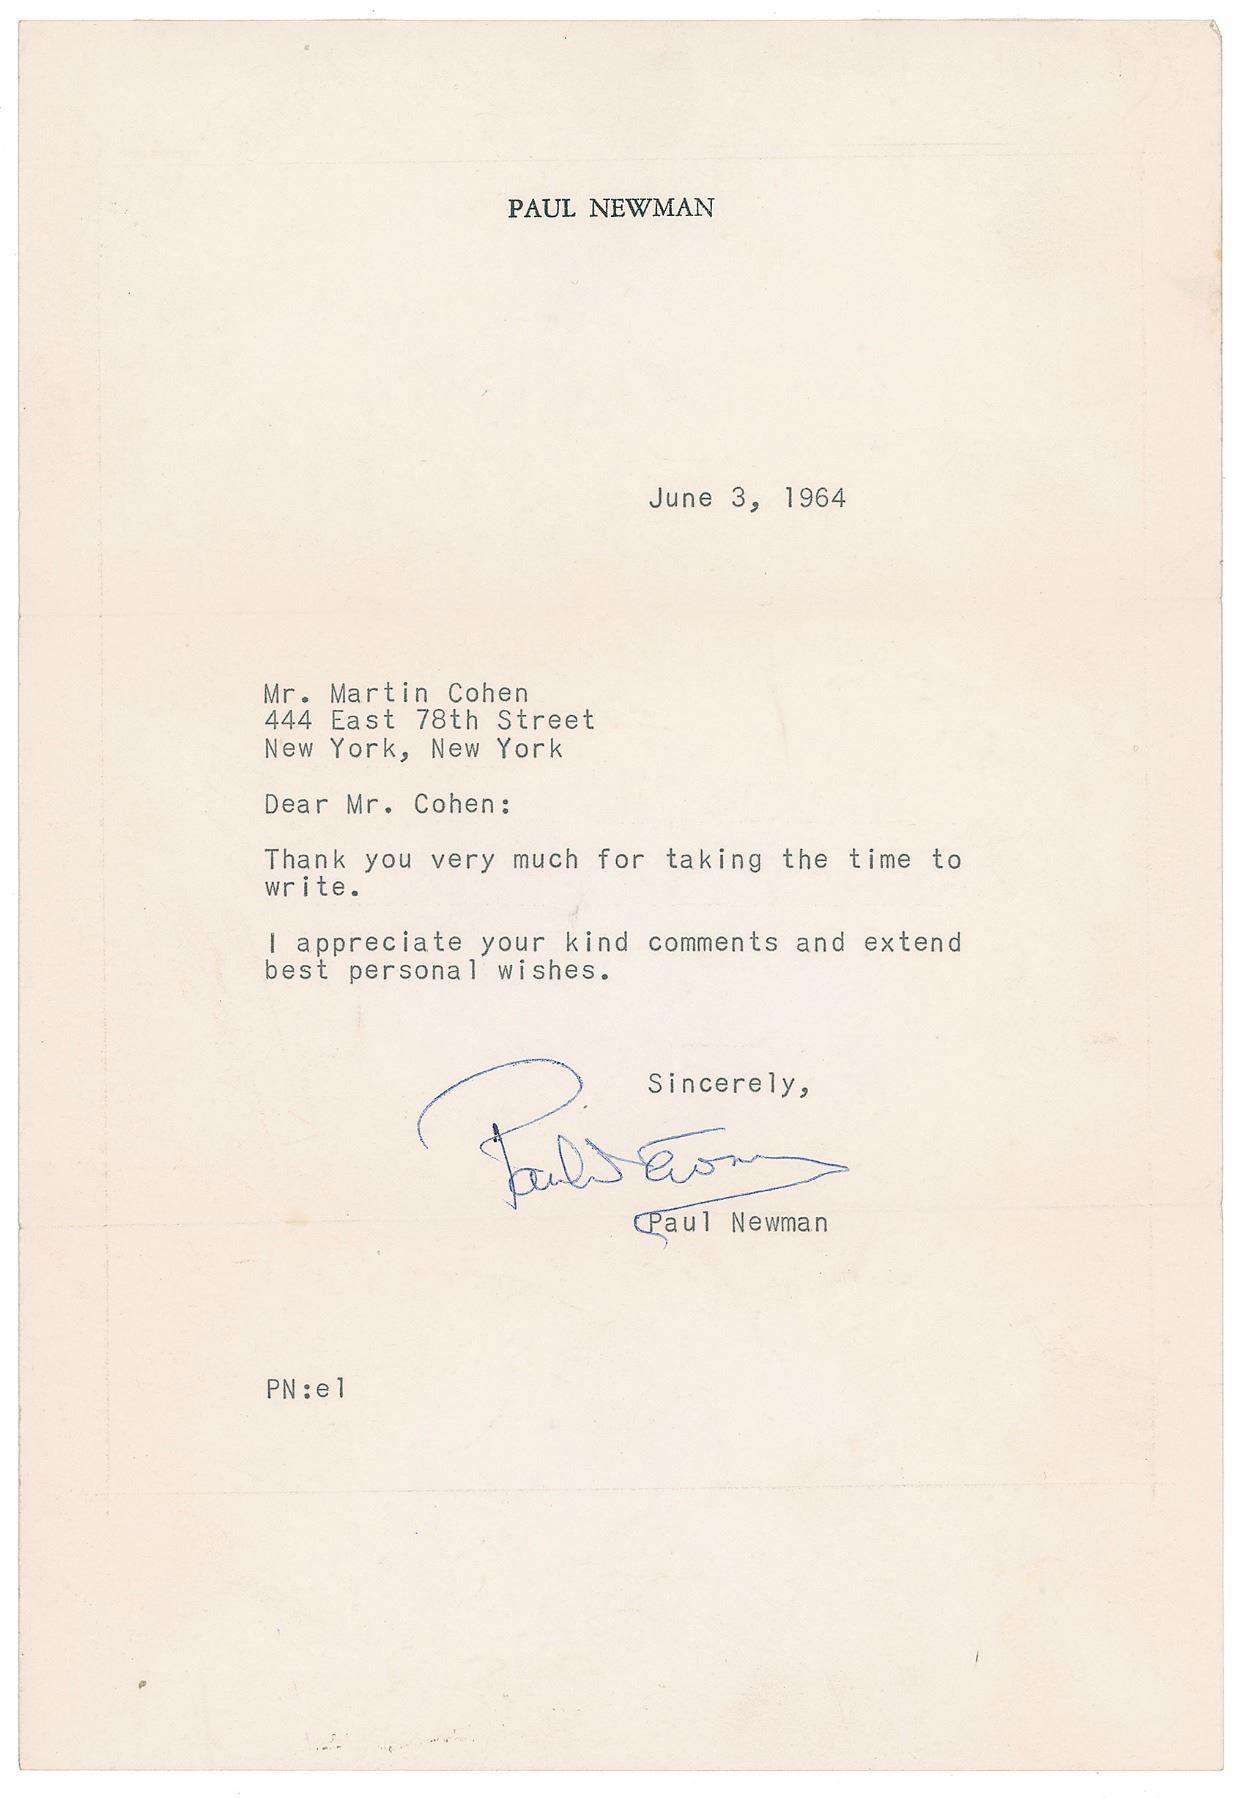 PAUL NEWMAN
June 3, 1964
Mr. Martin Cohen
444 East 78th Street
New York, New York
Dear Mr. Cohen:
Thank you very much for taking the time to
write.
I appreciate your kind comments and extend
best personal wishes.
Sincerely,
Paul Newman
Paul Newman
PN:el